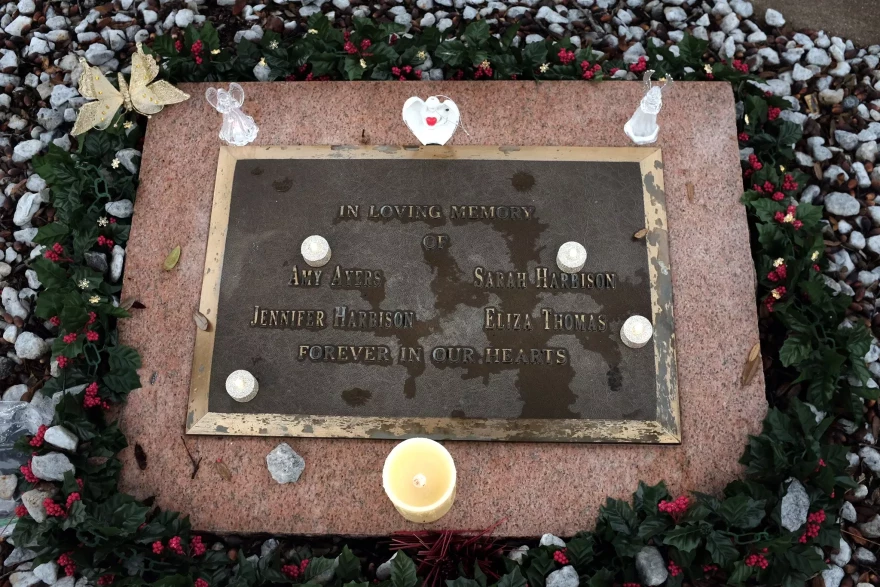 IN LOVING MEMORY
OF
AMY AYERS SARAH HARBISON
JENNIFER HARBISON ELIZA THOMAS
FOREVER IN OUR HEARTS